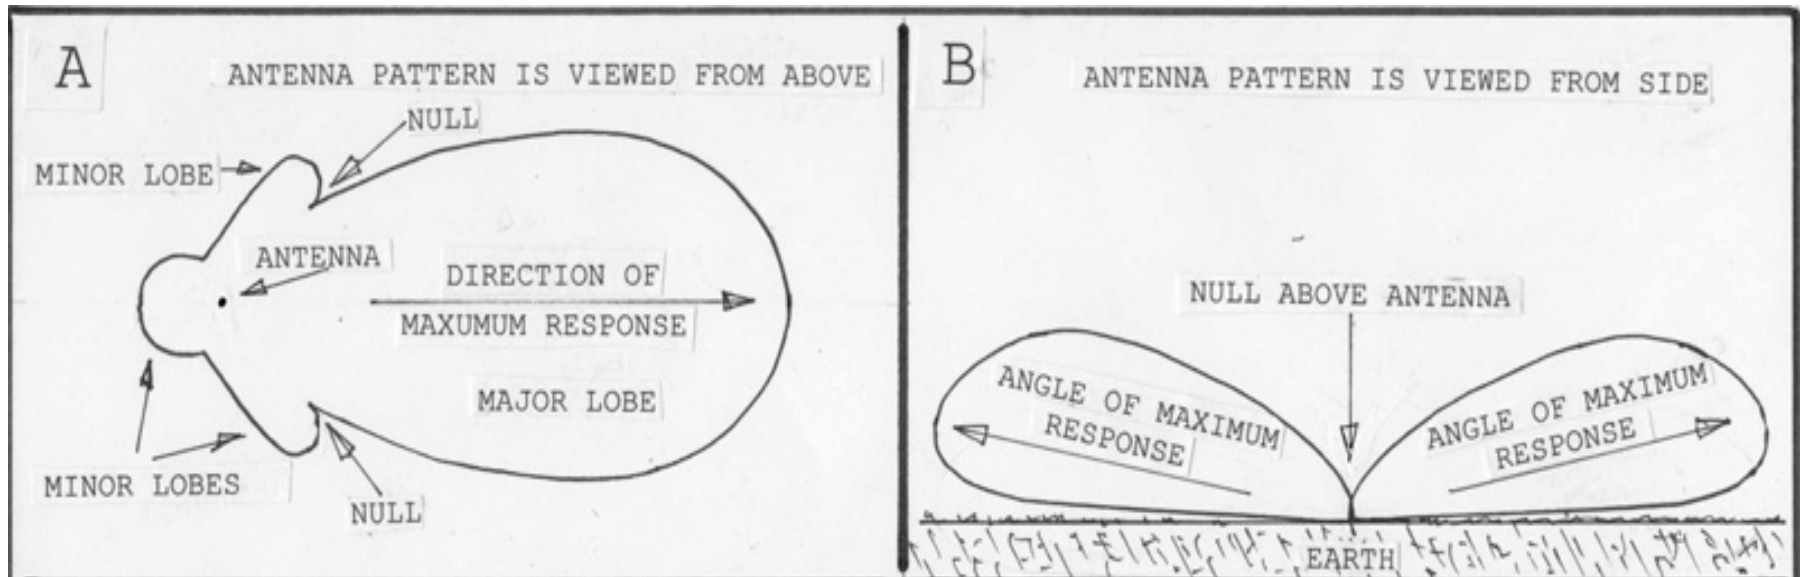 A
ANTENNA PATTERN IS VIEWED FROM ABOVE
NULL
MINOR LOBE
ANTENNA
DIRECTION OF
MAXUMUM RESPONSE
MAJOR LOBE
MINOR LOBES
NULL
B
ANTENNA PATTERN IS VIEWED FROM SIDE
NULL ABOVE ANTENNA
ANGLE OF MAXIMUM
RESPONSE
ANGLE OF MAXIMUM
RESPONSE
EARTH